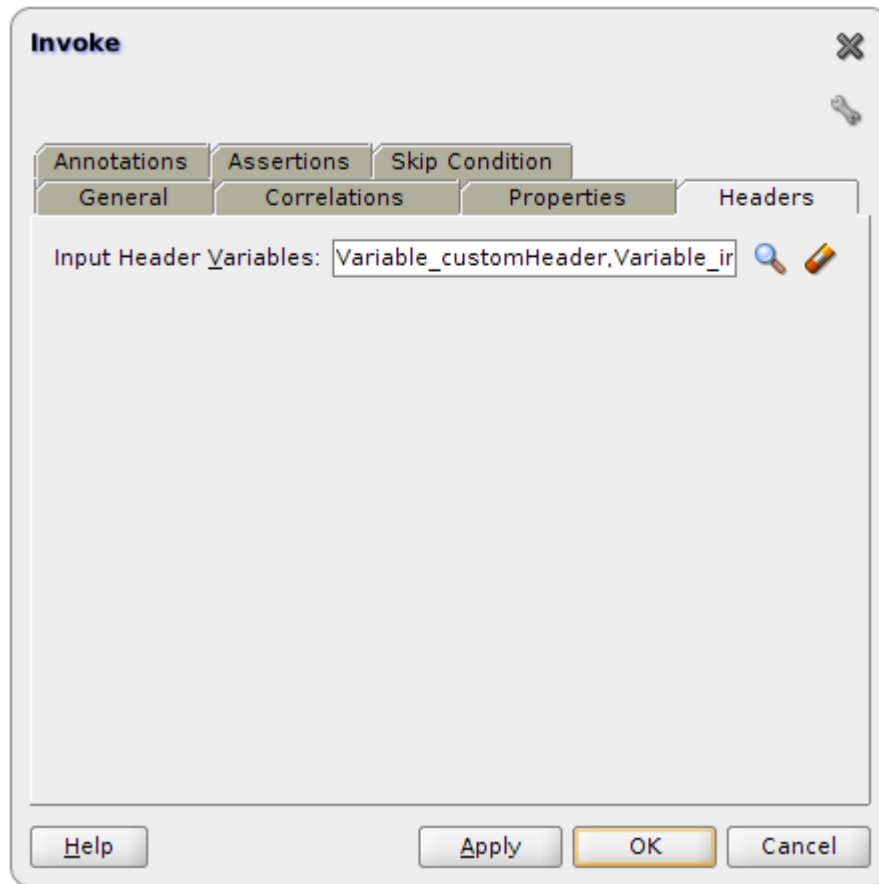 Invoke
Annotations Assertions Skip Condition
General Correlations Properties Headers
Input Header Variables: Variable_customHeader,Variable_ir
Help Apply OK Cancel